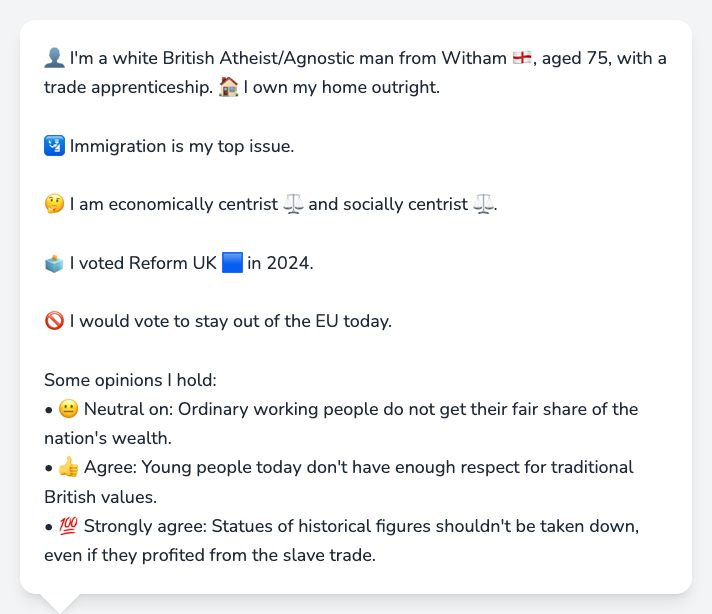 👤 I'm a white British Atheist/Agnostic man from Witham 🏴󠁧󠁢󠁥󠁮󠁧󠁿, aged 75, with a
trade apprenticeship. 🏠 I own my home outright.
🛂 Immigration is my top issue.
🤔 I am economically centrist ⚖️ and socially centrist ⚖️.
🗳️ I voted Reform UK 🟦 in 2024.
🚫 I would vote to stay out of the EU today.
Some opinions I hold:
• 😐 Neutral on: Ordinary working people do not get their fair share of the
nation's wealth.
• 👍 Agree: Young people today don't have enough respect for traditional
British values.
• 💯 Strongly agree: Statues of historical figures shouldn't be taken down,
even if they profited from the slave trade.